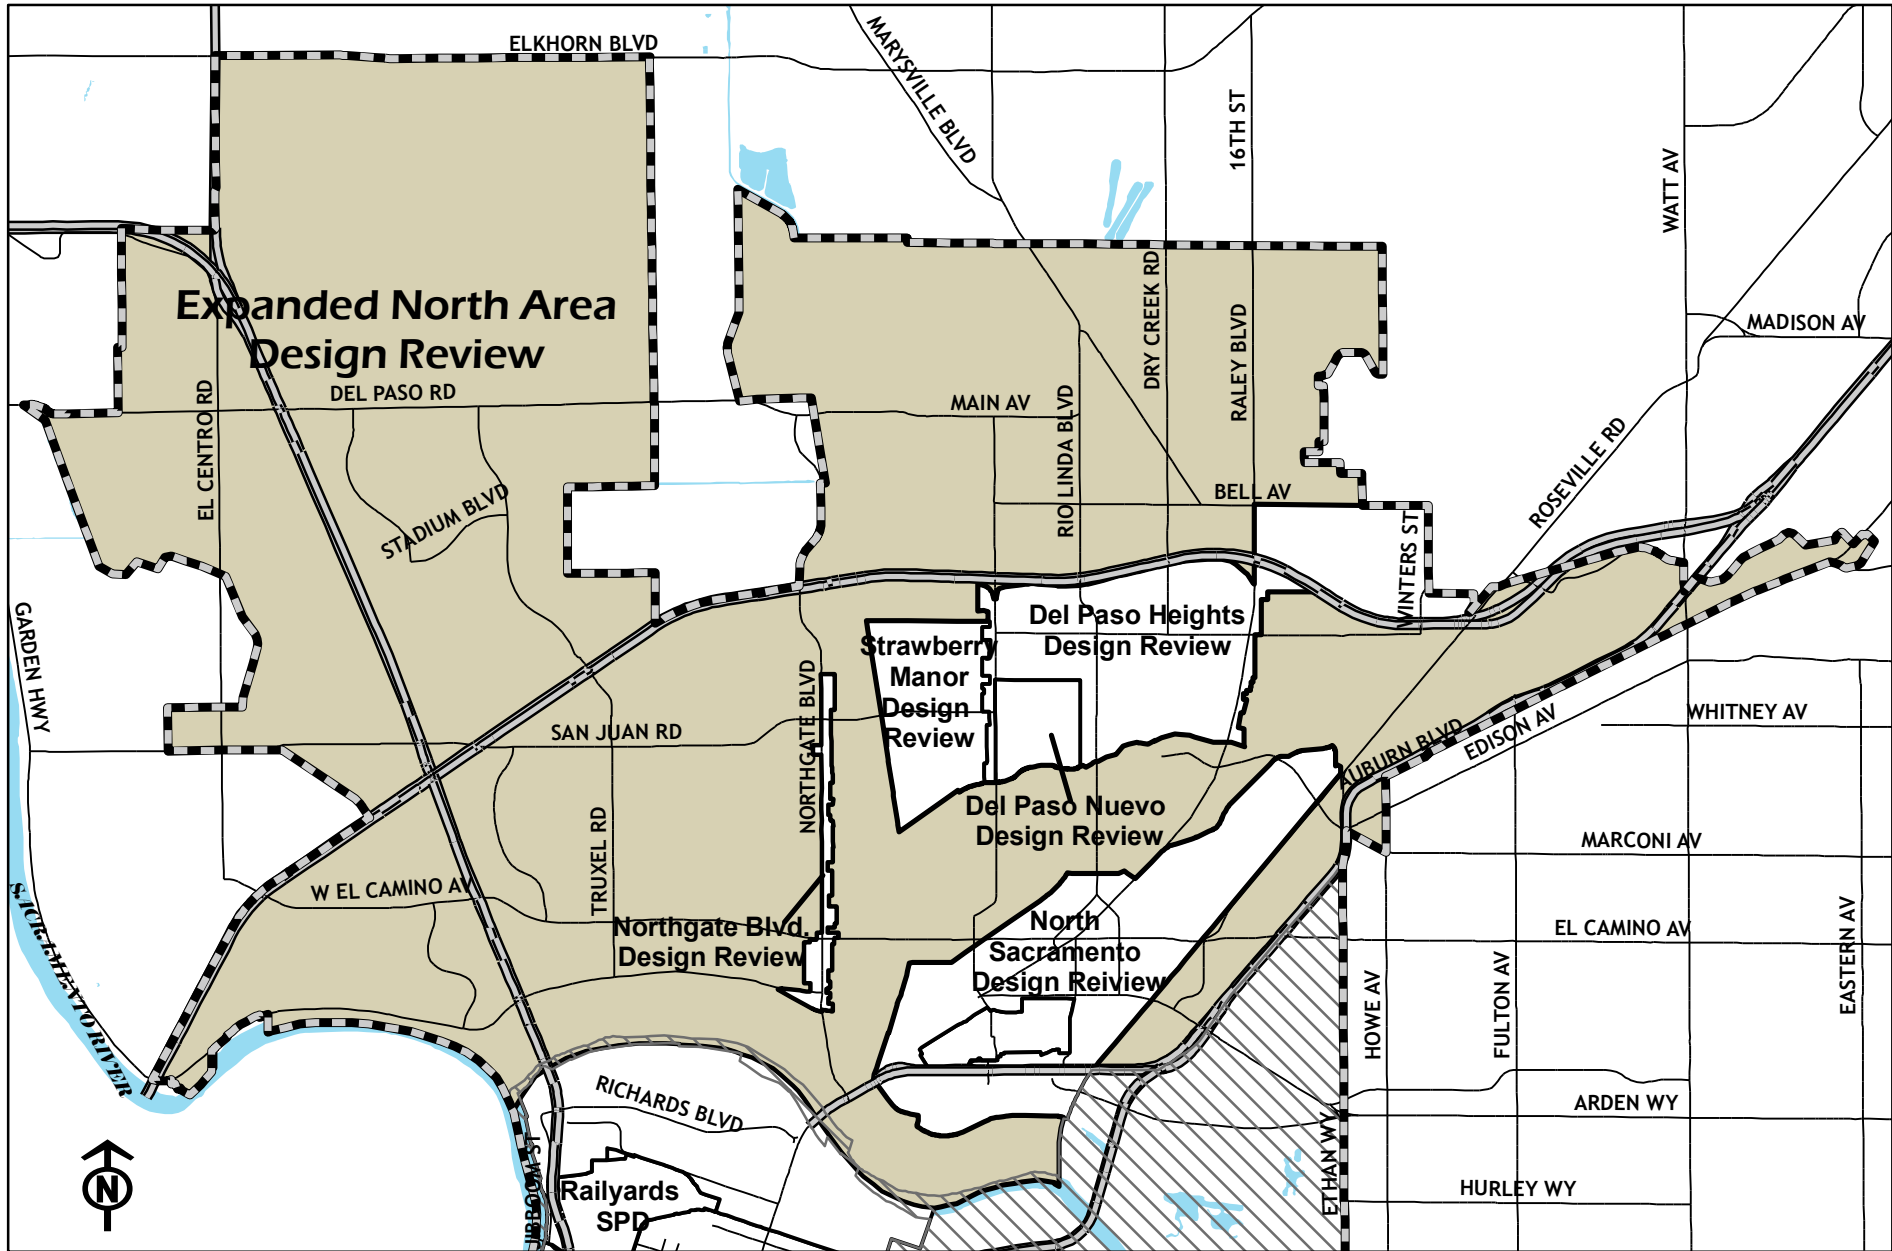 ELKHORN BLVD
MARYSVILLE BLVD
16TH ST
WATT AV
Expanded North Area
Design Review
DRY CREEK RD
RALEY BLVD
MADISON AV
DEL PASO RD
EL CENTRO RD
MAIN AV
RIO LINDA BLVD
ROSEVILLE RD
STADIUM BLVD
BELL AV
WINTERS ST
GARDEN HWY
Del Paso Heights
Design Review
Strawberry
Manor
Design
Review
NORTHGATE BLVD
SAN JUAN RD
WHITNEY AV
EDISON AV
AUBURN BLVD
Del Paso Nuevo
Design Review
TRUXEL RD
MARCONI AV
W EL CAMINO AV
Northgate Blvd.
Design Review
North
Sacramento
Design Reiview
EL CAMINO AV
EASTERN AV
SACRAMENTO RIVER
HOWE AV
FULTON AV
RICHARDS BLVD
ARDEN WY
ETHAN WY
HURLEY WY
JIBBOOM ST
Railyards
SPD
N